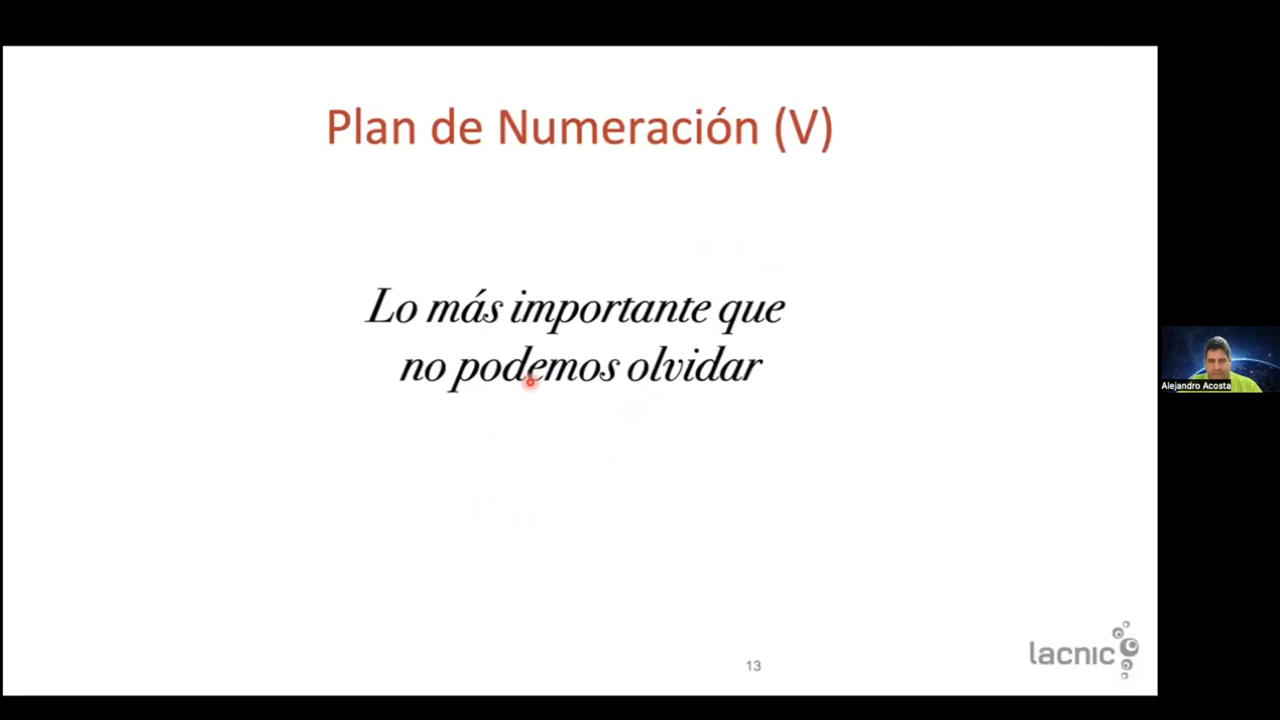 Plan de Numeración (V)
Lo más importante que
no podemos olvidar
Alejandro Acosta
13
lacnic